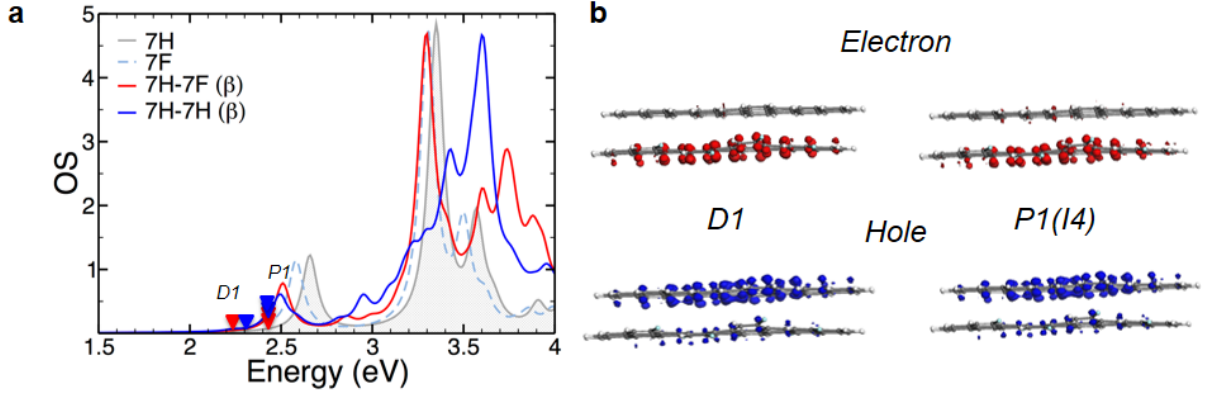 a
5
4
3
2
1
OS
7H
7F
7H-7F (β)
7H-7H (β)
D1
P1
1.5 2 2.5 3 3.5 4
Energy (eV)
b
Electron
D1
Hole
P1(I4)